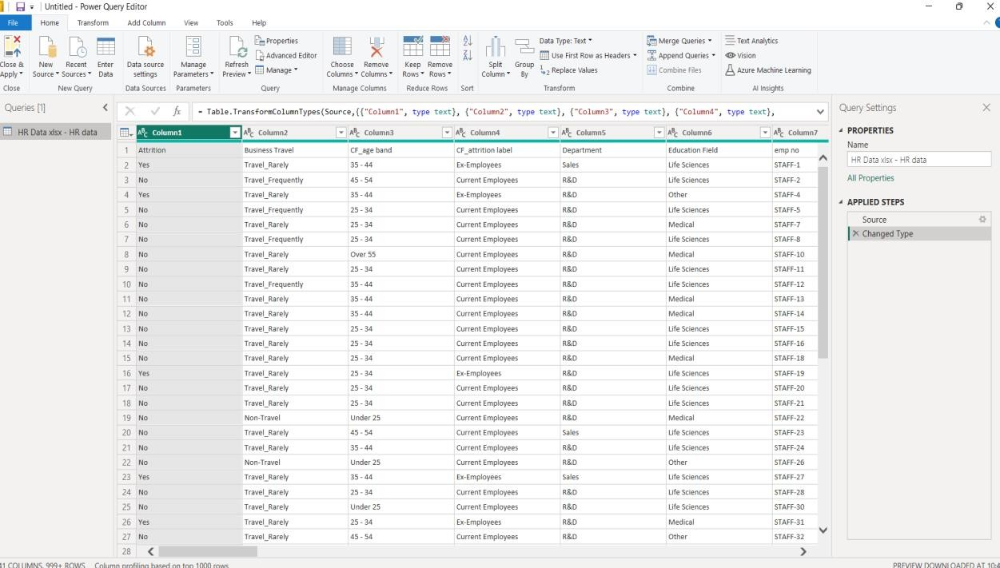 Untitled - Power Query Editor
File Home Transform Add Column View Tools Help
Close & Apply
New Source
Recent Sources
Enter Data
Data source settings
Manage Parameters
Refresh Preview
Properties
Advanced Editor
Manage
Choose Columns
Remove Columns
Keep Rows
Remove Rows
Split Column
Group By
Data Type: Text
Use First Row as Headers
Replace Values
Merge Queries
Append Queries
Combine Files
Text Analytics
Vision
Azure Machine Learning
Close New Query Data Sources Parameters Query Manage Columns Reduce Rows Sort Transform Combine AI Insights
Queries [1]
HR Data xlsx - HR data
= Table.TransformColumnTypes(Source,{{"Column1", type text}, {"Column2", type text}, {"Column3", type text}, {"Column4", type text},
Column1 Column2 Column3 Column4 Column5 Column6 Column7
1 Attrition Business Travel CF_age band CF_attrition label Department Education Field emp no
2 Yes Travel_Rarely 35 - 44 Ex-Employees Sales Life Sciences STAFF-1
3 No Travel_Frequently 45 - 54 Current Employees R&D Life Sciences STAFF-2
4 Yes Travel_Rarely 35 - 44 Ex-Employees R&D Other STAFF-4
5 No Travel_Frequently 25 - 34 Current Employees R&D Life Sciences STAFF-5
6 No Travel_Rarely 25 - 34 Current Employees R&D Medical STAFF-7
7 No Travel_Frequently 25 - 34 Current Employees R&D Life Sciences STAFF-8
8 No Travel_Rarely Over 55 Current Employees R&D Medical STAFF-10
9 No Travel_Rarely 25 - 34 Current Employees R&D Life Sciences STAFF-11
10 No Travel_Frequently 35 - 44 Current Employees R&D Life Sciences STAFF-12
11 No Travel_Rarely 35 - 44 Current Employees R&D Medical STAFF-13
12 No Travel_Rarely 35 - 44 Current Employees R&D Medical STAFF-14
13 No Travel_Rarely 25 - 34 Current Employees R&D Life Sciences STAFF-15
14 No Travel_Rarely 25 - 34 Current Employees R&D Life Sciences STAFF-16
15 No Travel_Rarely 25 - 34 Current Employees R&D Medical STAFF-18
16 Yes Travel_Rarely 25 - 34 Ex-Employees R&D Life Sciences STAFF-19
17 No Travel_Rarely 25 - 34 Current Employees R&D Life Sciences STAFF-20
18 No Travel_Rarely 25 - 34 Current Employees R&D Life Sciences STAFF-21
19 No Non-Travel Under 25 Current Employees R&D Medical STAFF-22
20 No Travel_Rarely 45 - 54 Current Employees Sales Life Sciences STAFF-23
21 No Travel_Rarely 35 - 44 Current Employees R&D Life Sciences STAFF-24
22 No Non-Travel Under 25 Current Employees R&D Other STAFF-26
23 Yes Travel_Rarely 35 - 44 Ex-Employees Sales Life Sciences STAFF-27
24 No Travel_Rarely 25 - 34 Current Employees R&D Life Sciences STAFF-28
25 No Travel_Rarely Under 25 Current Employees R&D Life Sciences STAFF-30
26 Yes Travel_Rarely 25 - 34 Ex-Employees R&D Medical STAFF-31
27 No Travel_Rarely 45 - 54 Current Employees R&D Other STAFF-32
28
Query Settings
PROPERTIES
Name
HR Data xlsx - HR data
All Properties
APPLIED STEPS
Source
Changed Type
41 COLUMNS, 999+ ROWS Column profiling based on top 1000 rows
PREVIEW DOWNLOADED AT 10:4